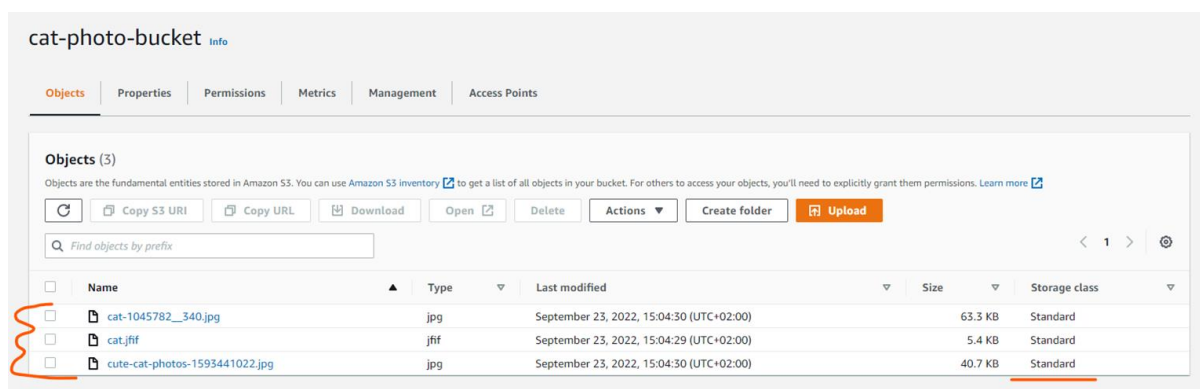 cat-photo-bucket Info
Objects Properties Permissions Metrics Management Access Points
Objects (3)
Objects are the fundamental entities stored in Amazon S3. You can use Amazon S3 inventory to get a list of all objects in your bucket. For others to access your objects, you'll need to explicitly grant them permissions. Learn more
Copy S3 URI Copy URL Download Open Delete Actions Create folder Upload
Find objects by prefix 1
Name Type Last modified Size Storage class
cat-1045782__340.jpg jpg September 23, 2022, 15:04:30 (UTC+02:00) 63.3 KB Standard
cat.jfif jfif September 23, 2022, 15:04:29 (UTC+02:00) 5.4 KB Standard
cute-cat-photos-1593441022.jpg jpg September 23, 2022, 15:04:30 (UTC+02:00) 40.7 KB Standard